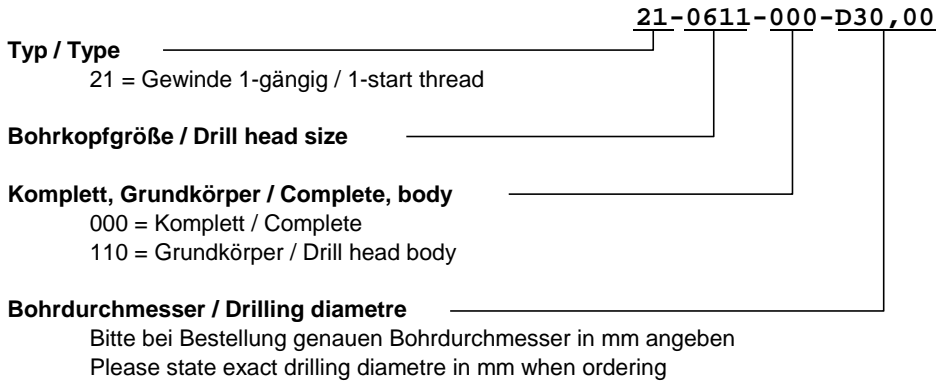 21-0611-000-D30,00
Typ / Type
21 = Gewinde 1-gängig / 1-start thread
Bohrkopfgröße / Drill head size
Komplett, Grundkörper / Complete, body
000 = Komplett / Complete
110 = Grundkörper / Drill head body
Bohrdurchmesser / Drilling diametre
Bitte bei Bestellung genauen Bohrdurchmesser in mm angeben
Please state exact drilling diametre in mm when ordering